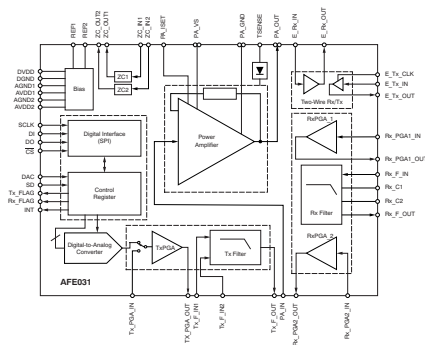 REF1
REF2
ZC_OUT2
ZC_OUT1
ZC_IN1
ZC_IN2
PA_ISET
PA_VS
PA_GND
TSENSE
PA_OUT
E_Rx_IN
E_Rx_OUT
DVDD
DGND
AGND1
AVDD1
AGND2
AVDD2
Bias
ZC1
ZC2
E_Tx_CLK
E_Tx_IN
E_Tx_OUT
Two-Wire Rx/Tx
SCLK
DI
DO
CS
Digital Interface
(SPI)
Power
Amplifier
RxPGA_1
Rx_PGA1_IN
Rx_PGA1_OUT
DAC
SD
Tx_FLAG
Rx_FLAG
INT
Control
Register
Rx_F_IN
Rx_C1
Rx_C2
Rx_F_OUT
Rx Filter
Digital-to-Analog
Converter
TxPGA
Tx Filter
RxPGA_2
AFE031
Tx_PGA_IN
TX_PGA_OUT
Tx_F_IN1
Tx_F_IN2
Tx_F_OUT
PA_IN
Rx_PGA2_OUT
Rx_PGA2_IN